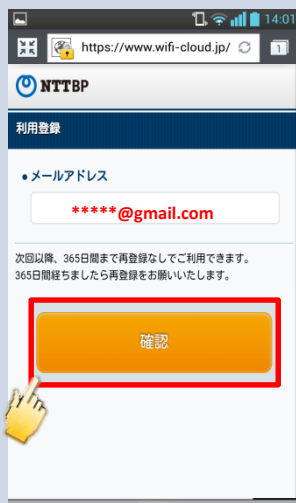 14:01
https://www.wifi-cloud.jp/
1
NTTBP
利用登録
• メールアドレス
*****@gmail.com
次回以降、365日間まで再登録なしでご利用できます。
365日間経ちましたら再登録をお願いいたします。
確認